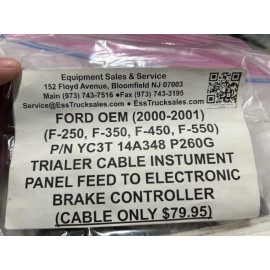 Equipment Sales & Service
152 Floyd Avenue, Bloomfield NJ 07003
Main (973) 743-7516 ●Fax (973) 743-3195
Service@EssTrucksales.com ●EssTrucksales.com
FORD OEM (2000-2001)
(F-250, F-350, F-450, F-550)
P/N YC3T 14A348 P260G
TRIALER CABLE INSTUMENT
PANEL FEED TO ELECTRONIC
BRAKE CONTROLLER
(CABLE ONLY $79.95)